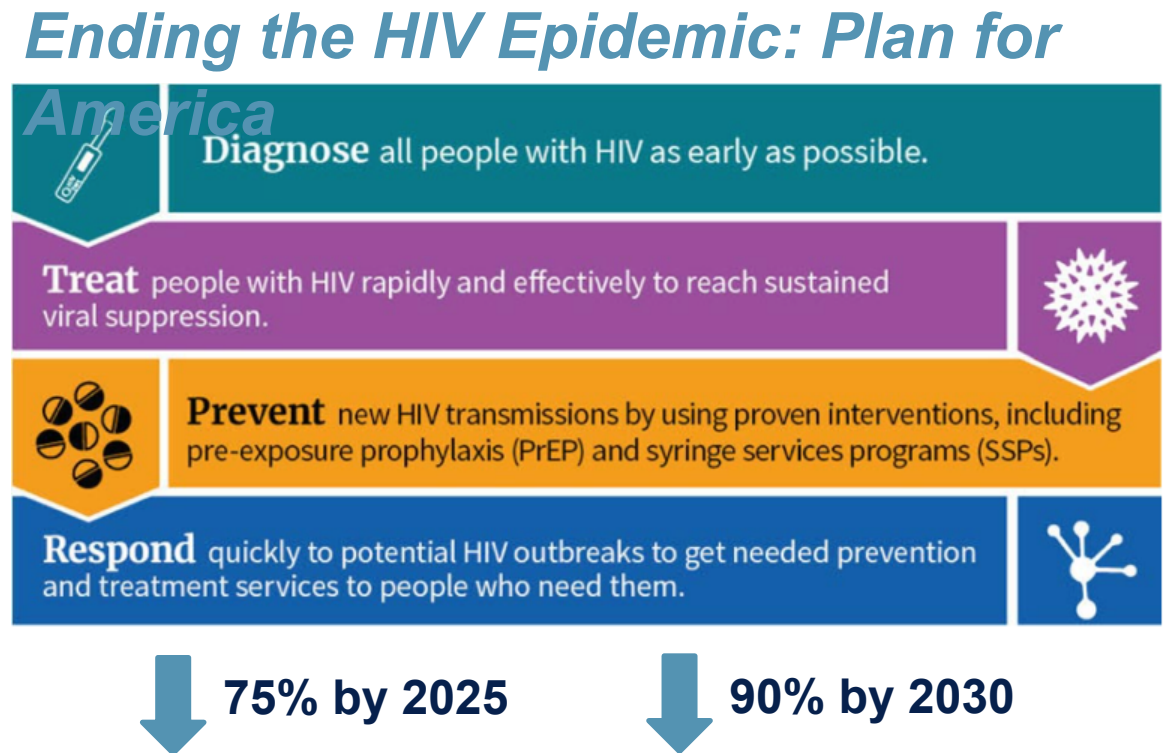 Ending the HIV Epidemic: Plan for
America
Diagnose all people with HIV as early as possible.
Treat people with HIV rapidly and effectively to reach sustained
viral suppression.
Prevent new HIV transmissions by using proven interventions, including
pre-exposure prophylaxis (PrEP) and syringe services programs (SSPs).
Respond quickly to potential HIV outbreaks to get needed prevention
and treatment services to people who need them.
75% by 2025
90% by 2030